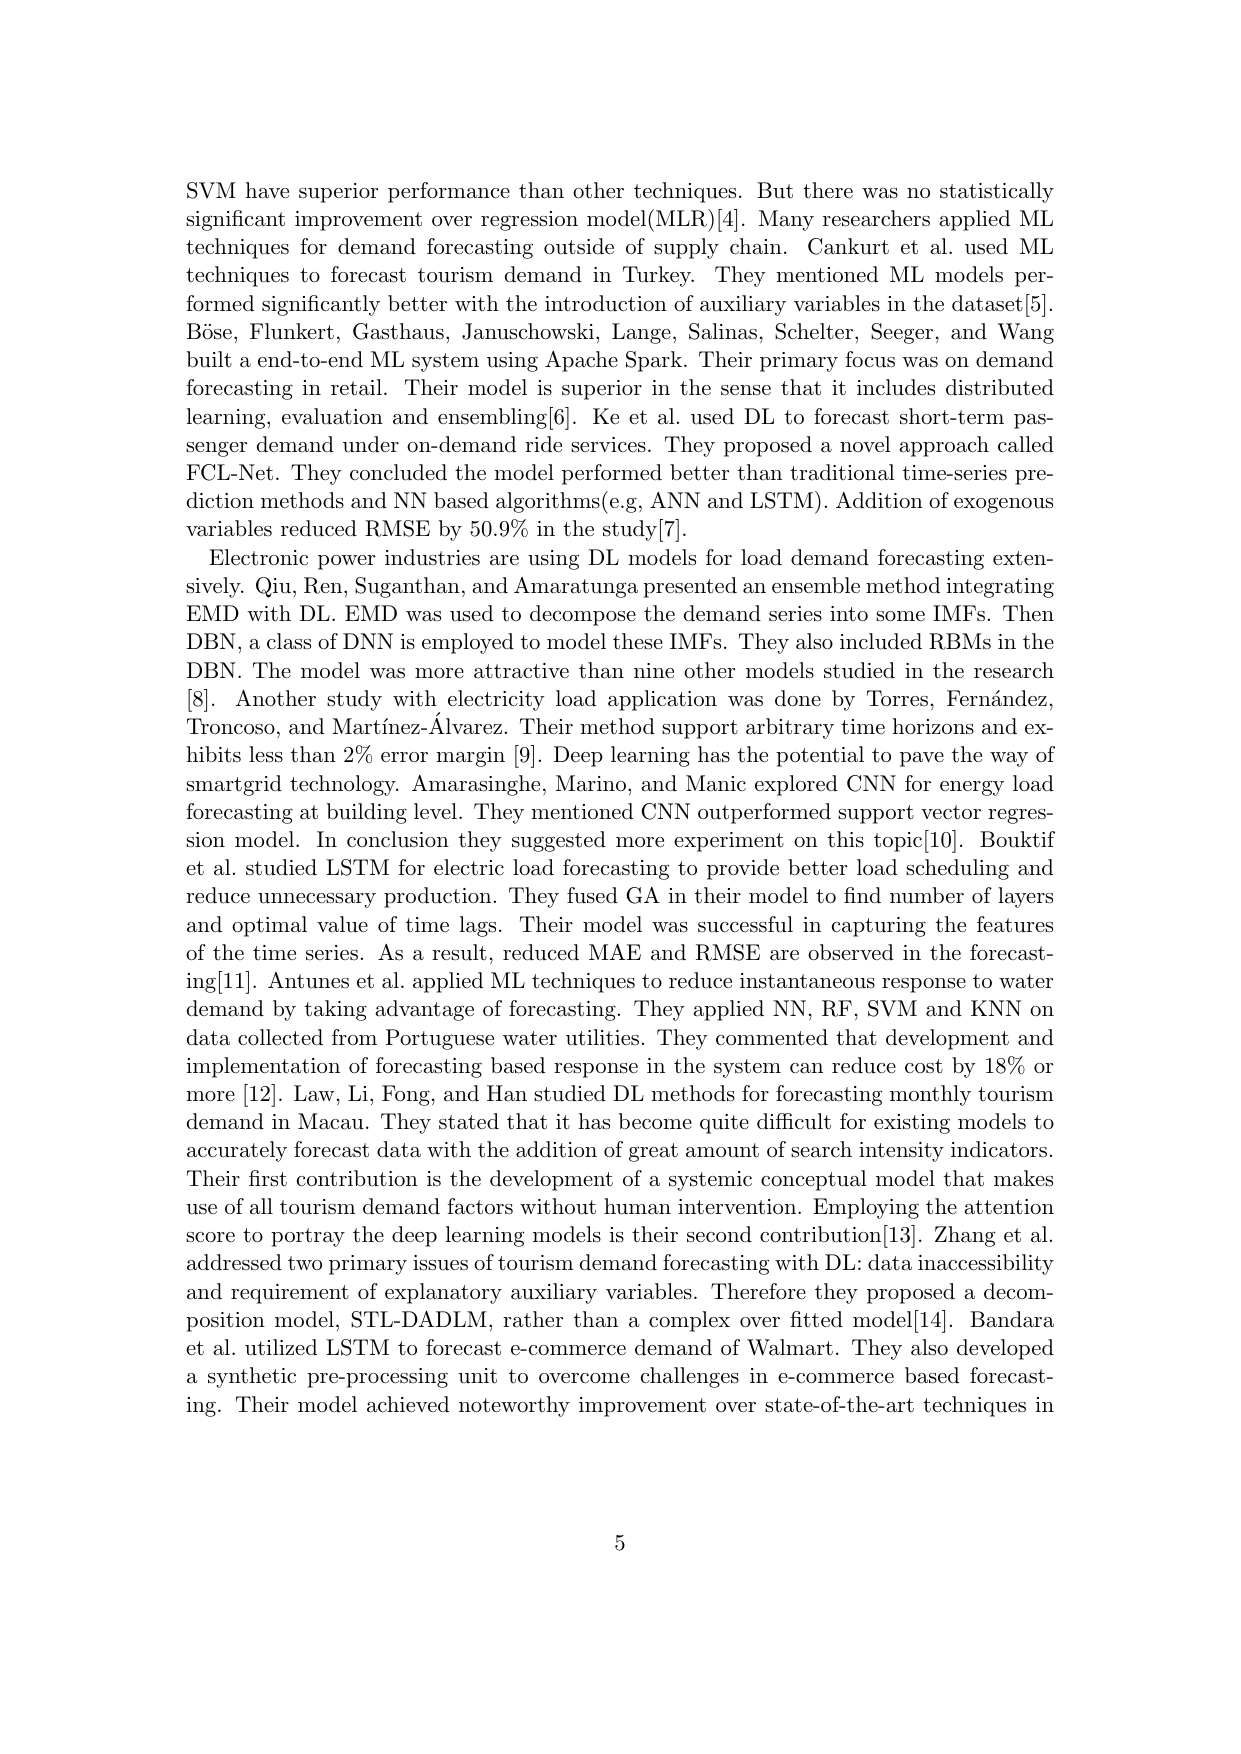 SVM have superior performance than other techniques. But there was no statistically
significant improvement over regression model(MLR)[4]. Many researchers applied ML
techniques for demand forecasting outside of supply chain. Cankurt et al. used ML
techniques to forecast tourism demand in Turkey. They mentioned ML models per-
formed significantly better with the introduction of auxiliary variables in the dataset[5].
Böse, Flunkert, Gasthaus, Januschowski, Lange, Salinas, Schelter, Seeger, and Wang
built a end-to-end ML system using Apache Spark. Their primary focus was on demand
forecasting in retail. Their model is superior in the sense that it includes distributed
learning, evaluation and ensembling[6]. Ke et al. used DL to forecast short-term pas-
senger demand under on-demand ride services. They proposed a novel approach called
FCL-Net. They concluded the model performed better than traditional time-series pre-
diction methods and NN based algorithms(e.g, ANN and LSTM). Addition of exogenous
variables reduced RMSE by 50.9% in the study[7].
Electronic power industries are using DL models for load demand forecasting exten-
sively. Qiu, Ren, Suganthan, and Amaratunga presented an ensemble method integrating
EMD with DL. EMD was used to decompose the demand series into some IMFs. Then
DBN, a class of DNN is employed to model these IMFs. They also included RBMs in the
DBN. The model was more attractive than nine other models studied in the research
[8]. Another study with electricity load application was done by Torres, Fernández,
Troncoso, and Martínez-Álvarez. Their method support arbitrary time horizons and ex-
hibits less than 2% error margin [9]. Deep learning has the potential to pave the way of
smartgrid technology. Amarasinghe, Marino, and Manic explored CNN for energy load
forecasting at building level. They mentioned CNN outperformed support vector regres-
sion model. In conclusion they suggested more experiment on this topic[10]. Bouktif
et al. studied LSTM for electric load forecasting to provide better load scheduling and
reduce unnecessary production. They fused GA in their model to find number of layers
and optimal value of time lags. Their model was successful in capturing the features
of the time series. As a result, reduced MAE and RMSE are observed in the forecast-
ing[11]. Antunes et al. applied ML techniques to reduce instantaneous response to water
demand by taking advantage of forecasting. They applied NN, RF, SVM and KNN on
data collected from Portuguese water utilities. They commented that development and
implementation of forecasting based response in the system can reduce cost by 18% or
more [12]. Law, Li, Fong, and Han studied DL methods for forecasting monthly tourism
demand in Macau. They stated that it has become quite difficult for existing models to
accurately forecast data with the addition of great amount of search intensity indicators.
Their first contribution is the development of a systemic conceptual model that makes
use of all tourism demand factors without human intervention. Employing the attention
score to portray the deep learning models is their second contribution[13]. Zhang et al.
addressed two primary issues of tourism demand forecasting with DL: data inaccessibility
and requirement of explanatory auxiliary variables. Therefore they proposed a decom-
position model, STL-DADLM, rather than a complex over fitted model[14]. Bandara
et al. utilized LSTM to forecast e-commerce demand of Walmart. They also developed
a synthetic pre-processing unit to overcome challenges in e-commerce based forecast-
ing. Their model achieved noteworthy improvement over state-of-the-art techniques in
5